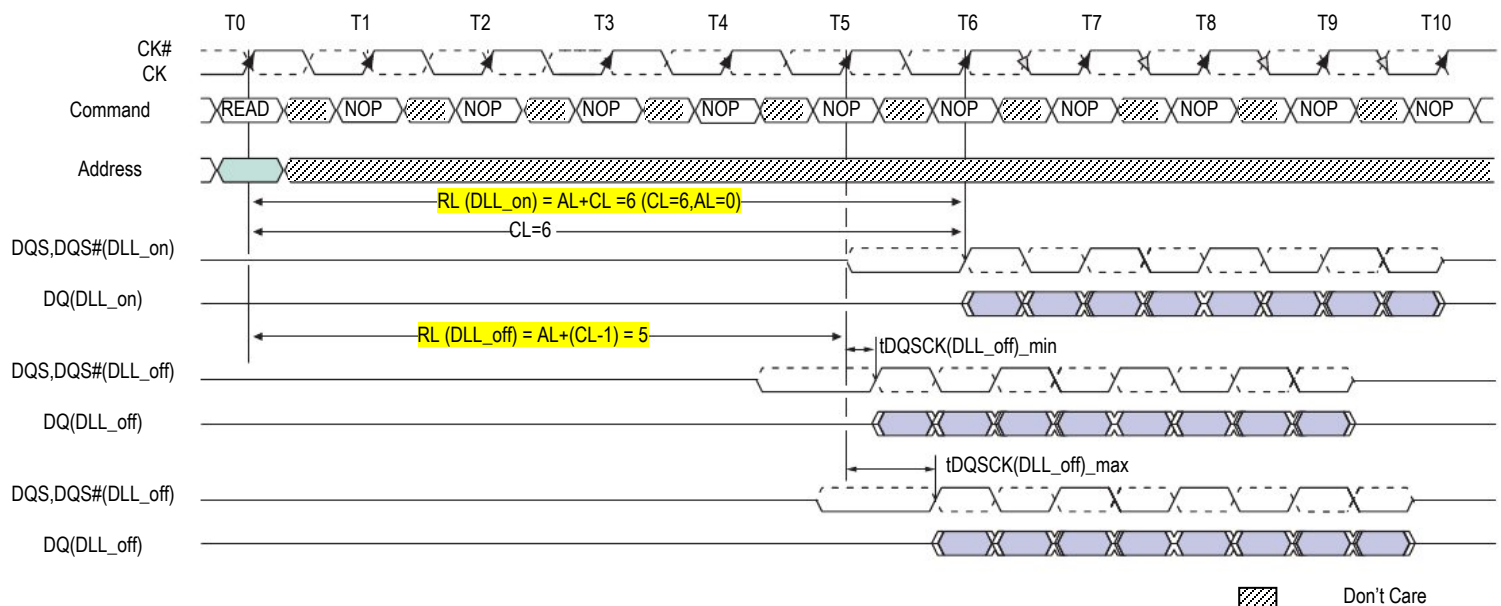 T0 T1 T2 T3 T4 T5 T6 T7 T8 T9 T10
CK#
CK
Command READ NOP NOP NOP NOP NOP NOP NOP NOP NOP NOP
Address
RL (DLL_on) = AL+CL =6 (CL=6,AL=0)
CL=6
DQS,DQS#(DLL_on)
DQ(DLL_on)
RL (DLL_off) = AL+(CL-1) = 5
tDQSCK(DLL_off)_min
DQS,DQS#(DLL_off)
DQ(DLL_off)
tDQSCK(DLL_off)_max
DQS,DQS#(DLL_off)
DQ(DLL_off)
Don't Care